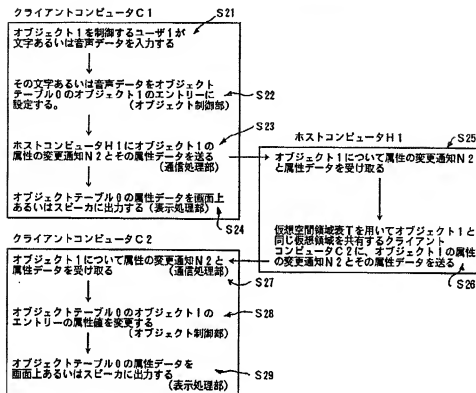 クライアントコンピュータC1
S21
オブジェクト1を制御するユーザ1が
文字あるいは音声データを入力する
その文字あるいは音声データをオブジェクト
テーブル0のオブジェクト1のエントリーに
設定する。 (オブジェクト制御部)
S22
S23
ホストコンピュータH1にオブジェクト1の
属性の変更通知N2とその属性データを送る
(通信処理部)
オブジェクトテーブル0の属性データを画面上
あるいはスピーカに出力する (表示処理部)
S24
ホストコンピュータH1
S25
オブジェクト1について属性の変更通知N2
と属性データを受け取る
仮想空間領域表Tを用いてオブジェクト1と
同じ仮想領域を共有するクライアント
コンピュータC2に、オブジェクト1の属性
の変更通知N2とその属性データを送る
S26
クライアントコンピュータC2
オブジェクト1について属性の変更通知N2と
属性データを受け取る (通信処理部)
S27
オブジェクトテーブル0のオブジェクト1の
エントリーの属性値を変更する
(オブジェクト制御部)
S28
オブジェクトテーブル0の属性データを
画面上あるいはスピーカに出力する
(表示処理部)
S29